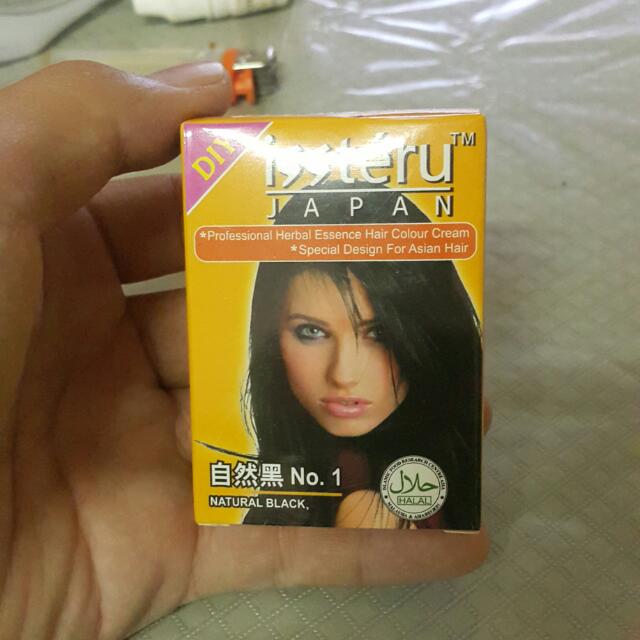 DIY
issteru™
JAPAN
*Professional Herbal Essence Hair Colour Cream
*Special Design For Asian Hair
自然黑 No. 1
NATURAL BLACK,
حلال
HALAL